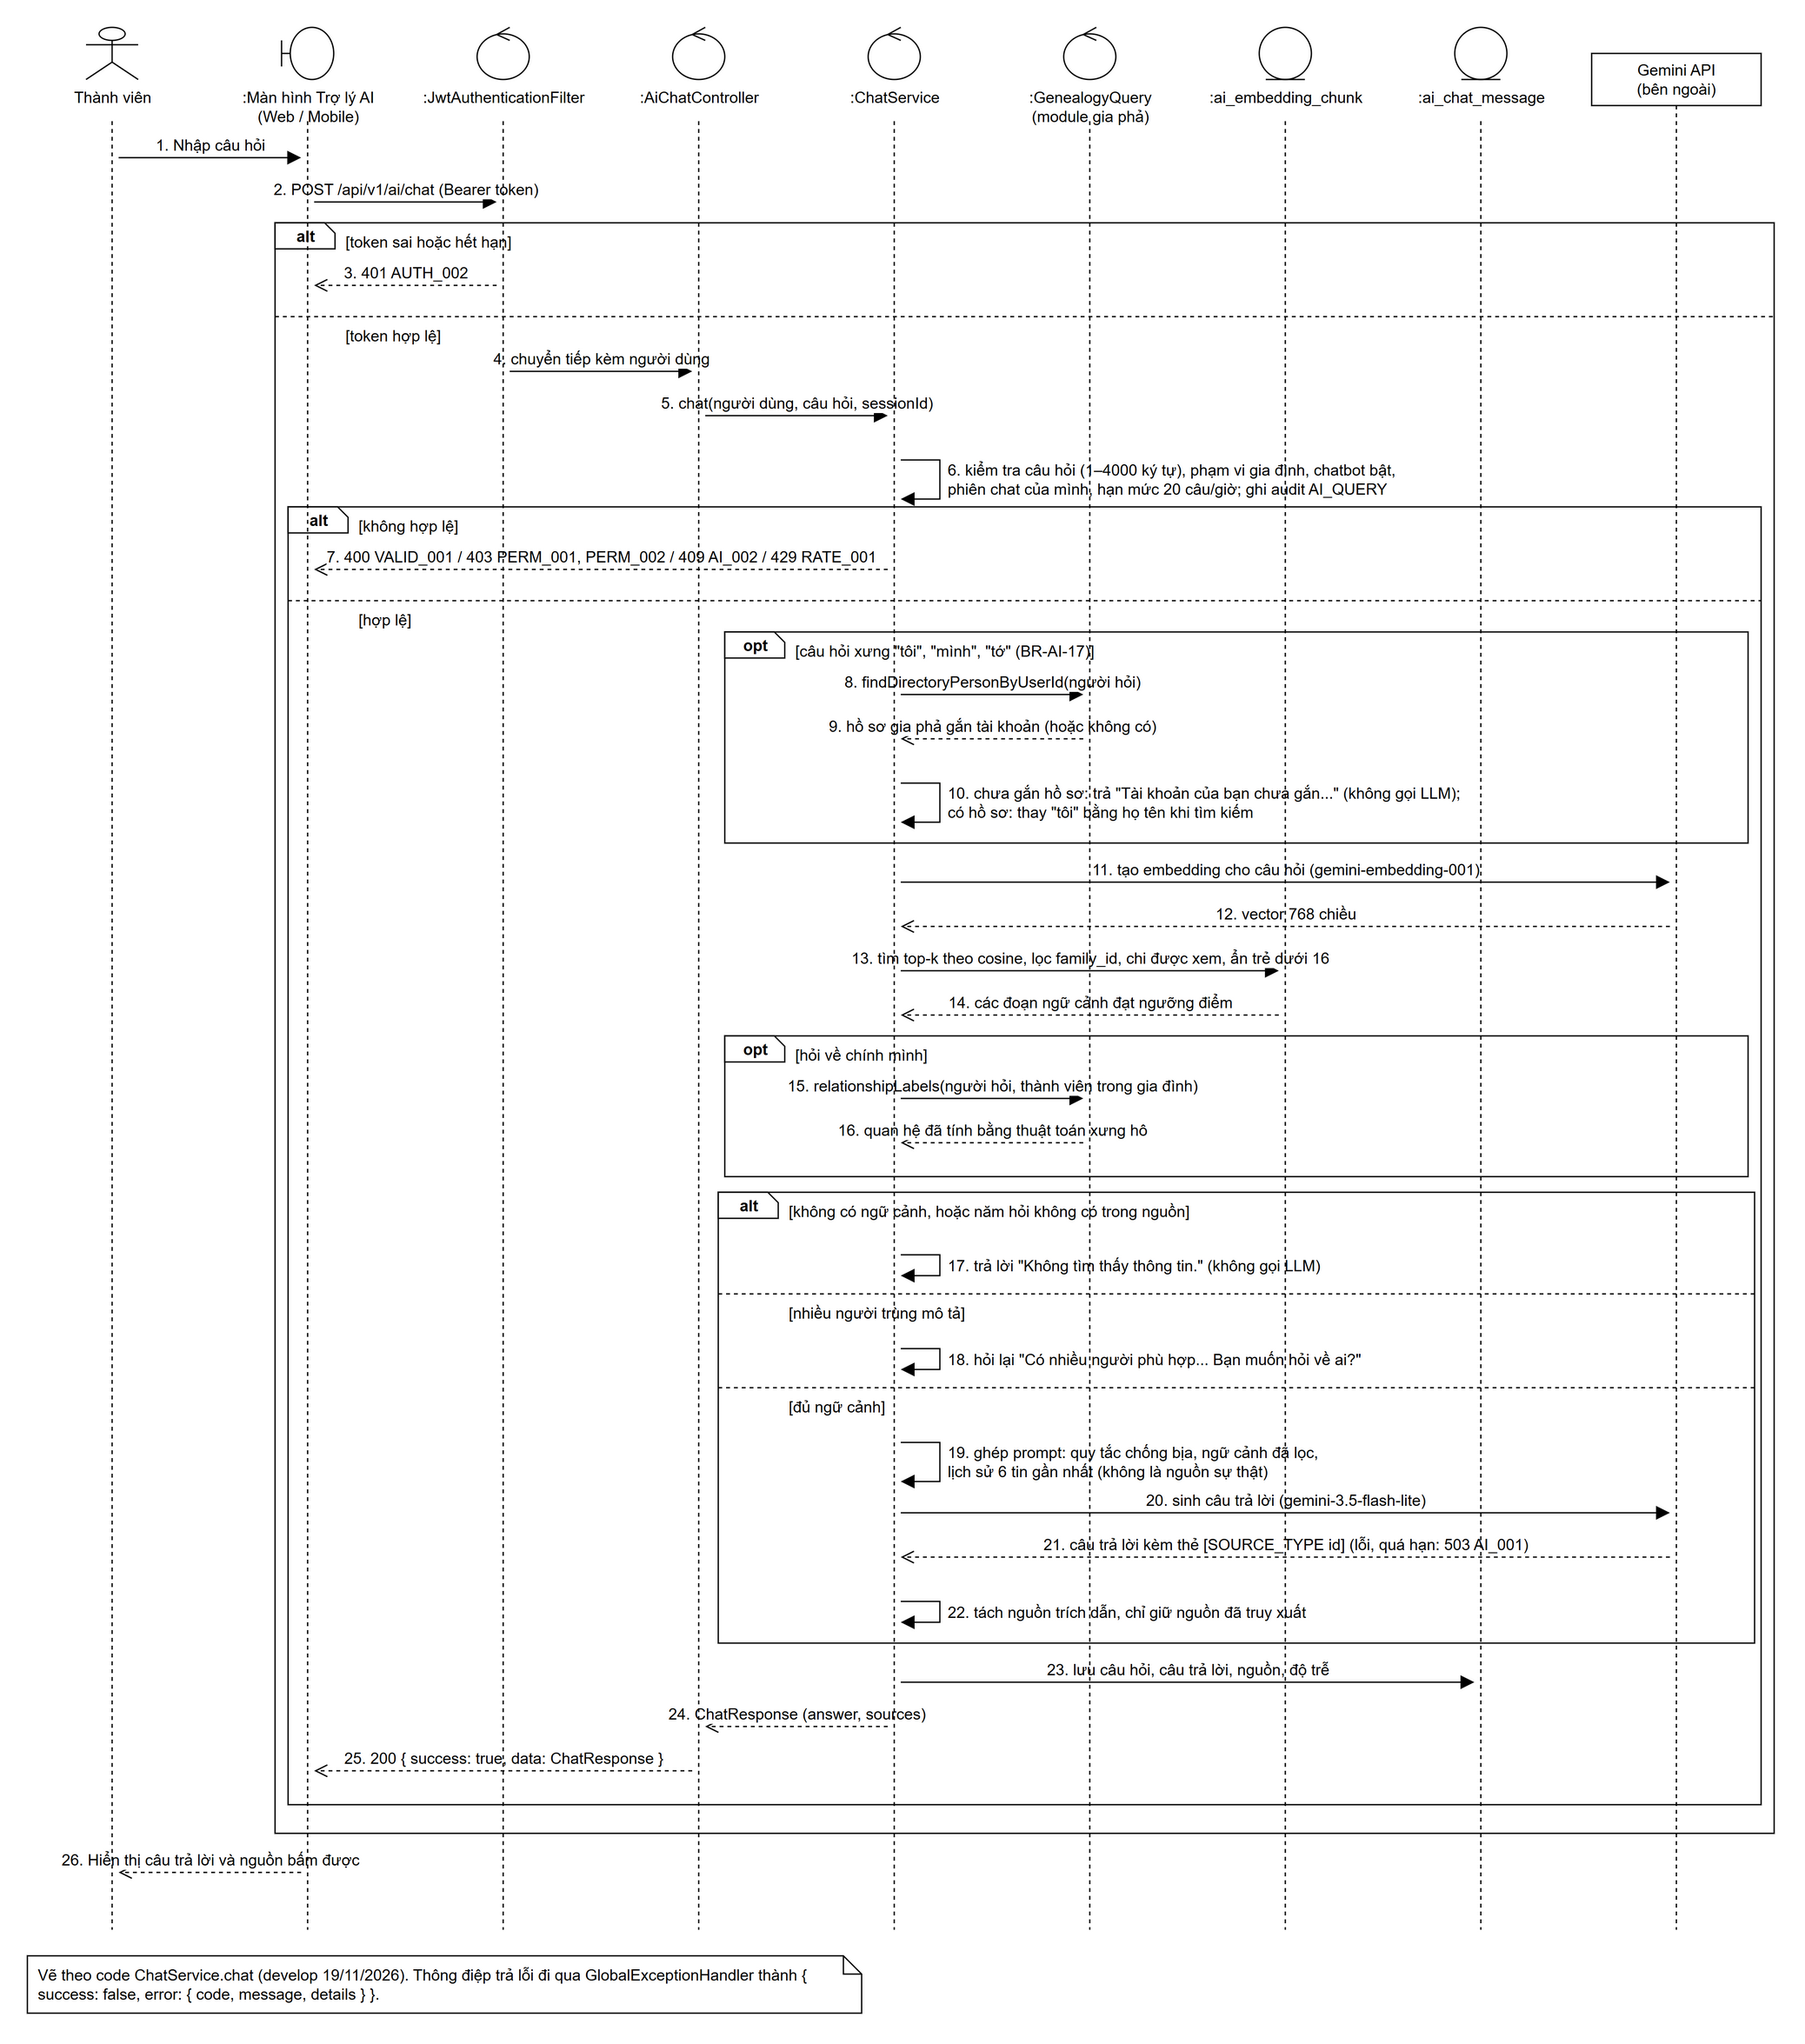 Thành viên
:Màn hình Trợ lý AI
(Web / Mobile)
:JwtAuthenticationFilter
:AiChatController
:ChatService
:GenealogyQuery
(module gia phả)
:ai_embedding_chunk
:ai_chat_message
Gemini API
(bên ngoài)
1. Nhập câu hỏi
2. POST /api/v1/ai/chat (Bearer token)
alt
[token sai hoặc hết hạn]
3. 401 AUTH_002
[token hợp lệ]
4. chuyển tiếp kèm người dùng
5. chat(người dùng, câu hỏi, sessionId)
6. kiểm tra câu hỏi (1–4000 ký tự), phạm vi gia đình, chatbot bật,
phiên chat của mình, hạn mức 20 câu/giờ; ghi audit AI_QUERY
alt
[không hợp lệ]
7. 400 VALID_001 / 403 PERM_001, PERM_002 / 409 AI_002 / 429 RATE_001
[hợp lệ]
opt
[câu hỏi xưng "tôi", "mình", "tớ" (BR-AI-17)]
8. findDirectoryPersonByUserId(người hỏi)
9. hồ sơ gia phả gắn tài khoản (hoặc không có)
10. chưa gắn hồ sơ: trả "Tài khoản của bạn chưa gắn..." (không gọi LLM);
có hồ sơ: thay "tôi" bằng họ tên khi tìm kiếm
11. tạo embedding cho câu hỏi (gemini-embedding-001)
12. vector 768 chiều
13. tìm top-k theo cosine, lọc family_id, chi được xem, ẩn trẻ dưới 16
14. các đoạn ngữ cảnh đạt ngưỡng điểm
opt
[hỏi về chính mình]
15. relationshipLabels(người hỏi, thành viên trong gia đình)
16. quan hệ đã tính bằng thuật toán xưng hô
alt
[không có ngữ cảnh, hoặc năm hỏi không có trong nguồn]
17. trả lời "Không tìm thấy thông tin." (không gọi LLM)
[nhiều người trùng mô tả]
18. hỏi lại "Có nhiều người phù hợp... Bạn muốn hỏi về ai?"
[đủ ngữ cảnh]
19. ghép prompt: quy tắc chống bịa, ngữ cảnh đã lọc,
lịch sử 6 tin gần nhất (không là nguồn sự thật)
20. sinh câu trả lời (gemini-3.5-flash-lite)
21. câu trả lời kèm thẻ [SOURCE_TYPE id] (lỗi, quá hạn: 503 AI_001)
22. tách nguồn trích dẫn, chỉ giữ nguồn đã truy xuất
23. lưu câu hỏi, câu trả lời, nguồn, độ trễ
24. ChatResponse (answer, sources)
25. 200 { success: true, data: ChatResponse }
26. Hiển thị câu trả lời và nguồn bấm được
Vẽ theo code ChatService.chat (develop 19/11/2026). Thông điệp trả lỗi đi qua GlobalExceptionHandler thành {
success: false, error: { code, message, details } }.